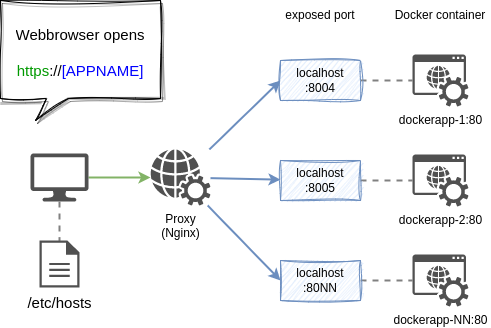 Webbrowser opens
https://[APPNAME]
exposed port
Docker container
localhost
:8004
dockerapp-1:80
localhost
:8005
dockerapp-2:80
Proxy
(Nginx)
localhost
:80NN
dockerapp-NN:80
/etc/hosts